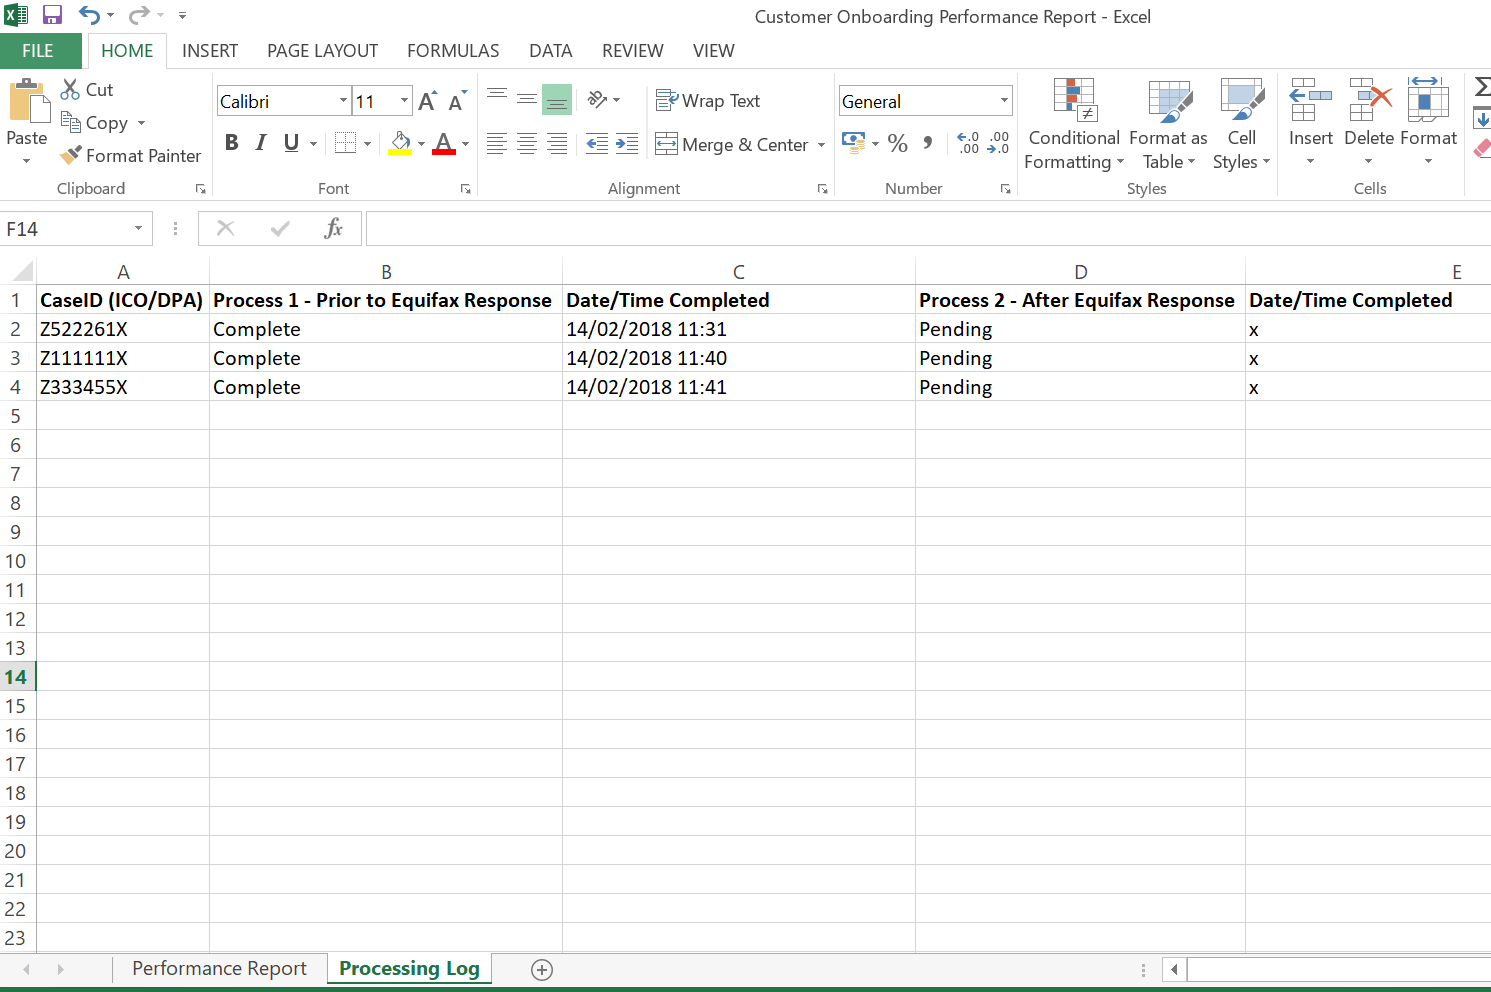 Customer Onboarding Performance Report - Excel
FILE HOME INSERT PAGE LAYOUT FORMULAS DATA REVIEW VIEW
Paste
Cut
Copy
Format Painter
Clipboard
Calibri 11
B I U
Font
Wrap Text
Merge & Center
Alignment
General
% ,
←.0 .00
.00 →.0
Number
Conditional Formatting
Format as Table
Cell Styles
Styles
Insert Delete Format
Cells
F14
fx
A B C D E
1 CaseID (ICO/DPA) Process 1 - Prior to Equifax Response Date/Time Completed Process 2 - After Equifax Response Date/Time Completed
2 Z522261X Complete 14/02/2018 11:31 Pending x
3 Z111111X Complete 14/02/2018 11:40 Pending x
4 Z333455X Complete 14/02/2018 11:41 Pending x
5
6
7
8
9
10
11
12
13
14
15
16
17
18
19
20
21
22
23
Performance Report Processing Log